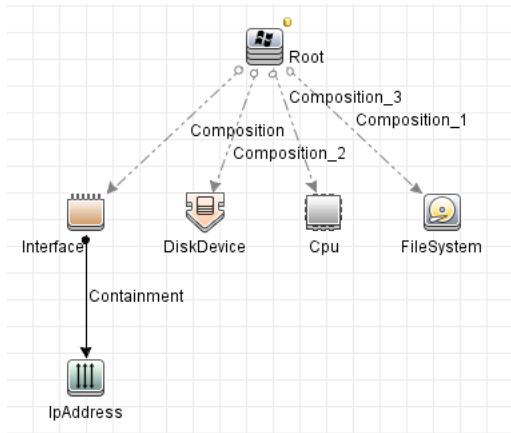 Root
Composition_3
Composition_1
Composition
Composition_2
Interface
DiskDevice
Cpu
FileSystem
Containment
IpAddress